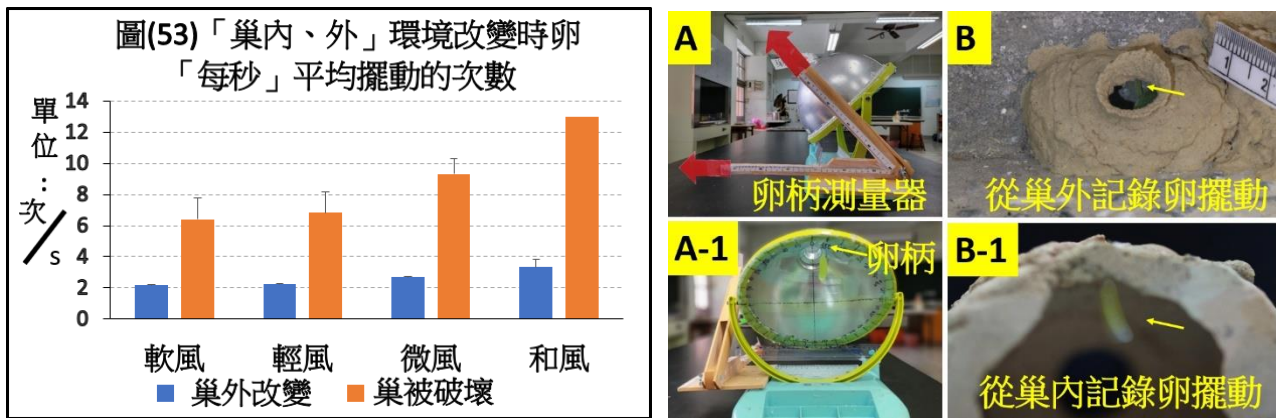 圖(53)「巢內、外」環境改變時卵
「每秒」平均擺動的次數
單位:次/s
14
12
10
8
6
4
2
0
軟風 輕風 微風 和風
巢外改變 巢被破壞
A
卵柄測量器
B
1 2
從巢外記錄卵擺動
A-1
卵柄
B-1
從巢內記錄卵擺動